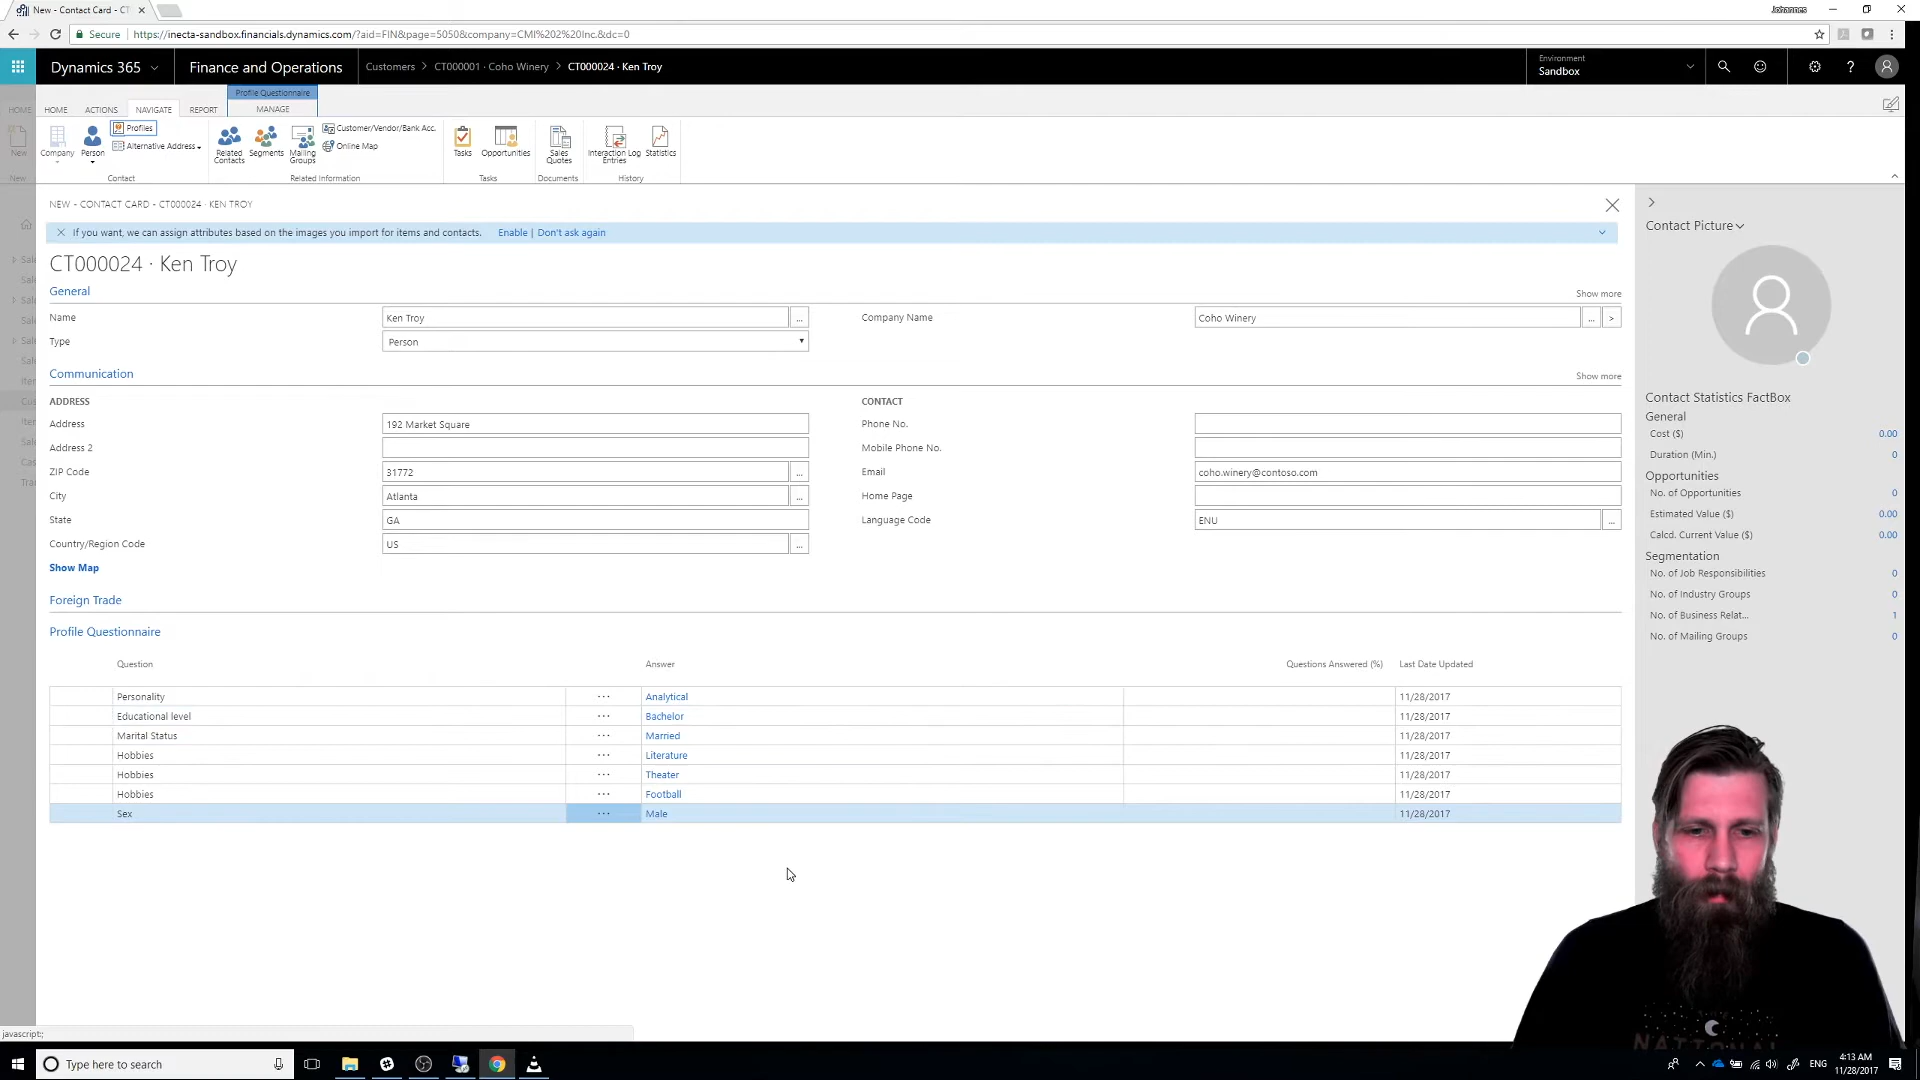 New - Contact Card - CT
Johannes
Secure
https://inecta-sandbox.financials.dynamics.com/?aid=FIN&page=5050&company=CMI%202%20Inc.&dc=0
Dynamics 365
Finance and Operations
Customers > CT000001 · Coho Winery > CT000024 · Ken Troy
Environment
Sandbox
Profile Questionnaire
HOME
HOME
ACTIONS
NAVIGATE
REPORT
MANAGE
New
Company
Person
Profiles
Alternative Address
Related Contacts
Segments
Mailing Groups
Customer/Vendor/Bank Acc.
Online Map
Tasks
Opportunities
Sales Quotes
Interaction Log Entries
Statistics
New
Contact
Related Information
Tasks
Documents
History
NEW - CONTACT CARD - CT000024 · KEN TROY
If you want, we can assign attributes based on the images you import for items and contacts. Enable | Don't ask again
CT000024 · Ken Troy
General
Show more
Name
Ken Troy
Company Name
Coho Winery
Type
Person
Communication
Show more
ADDRESS
CONTACT
Address
192 Market Square
Phone No.
Address 2
Mobile Phone No.
ZIP Code
31772
Email
coho.winery@contoso.com
City
Atlanta
Home Page
State
GA
Language Code
ENU
Country/Region Code
US
Show Map
Foreign Trade
Profile Questionnaire
Question
Answer
Questions Answered (%)
Last Date Updated
Personality ... Analytical 11/28/2017
Educational level ... Bachelor 11/28/2017
Marital Status ... Married 11/28/2017
Hobbies ... Literature 11/28/2017
Hobbies ... Theater 11/28/2017
Hobbies ... Football 11/28/2017
Sex ... Male 11/28/2017
Contact Picture
Contact Statistics FactBox
General
Cost ($) 0.00
Duration (Min.) 0
Opportunities
No. of Opportunities 0
Estimated Value ($) 0.00
Calcd. Current Value ($) 0.00
Segmentation
No. of Job Responsibilities 0
No. of Industry Groups 0
No. of Business Relat... 1
No. of Mailing Groups 0
NATIONAL
javascript:;
Type here to search
ENG
4:13 AM
11/28/2017